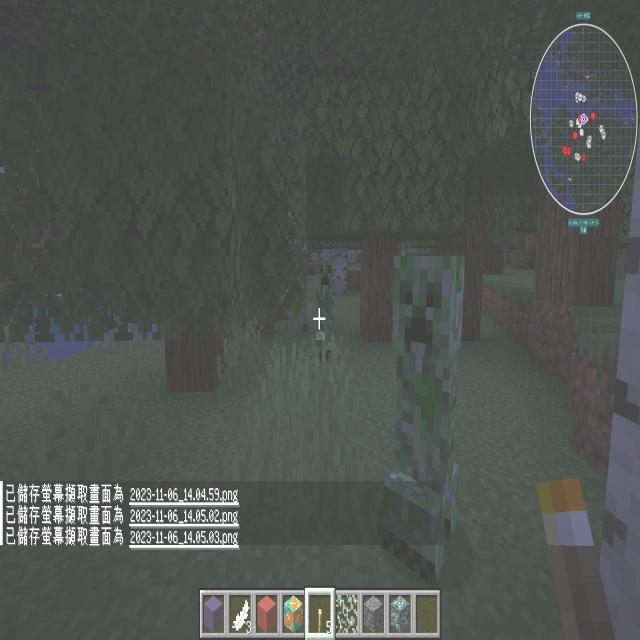 已儲存螢幕擷取畫面為 2023-11-06_14.04.59.png
已儲存螢幕擷取畫面為 2023-11-06_14.05.02.png
已儲存螢幕擷取畫面為 2023-11-06_14.05.03.png
3
5